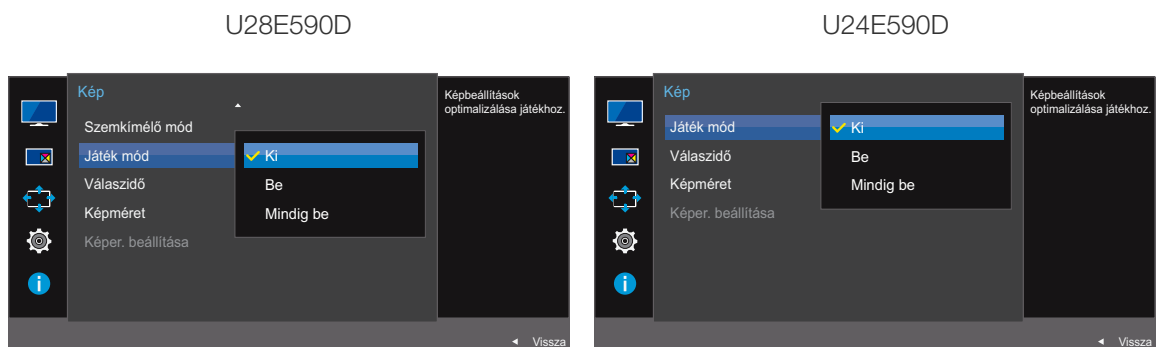 U28E590D
Kép
Szemkímélő mód
Játék mód
Válaszidő
Képméret
Képer. beállítása
Ki
Be
Mindig be
Képbeállítások
optimalizálása játékhoz.
Vissza
U24E590D
Kép
Játék mód
Válaszidő
Képméret
Képer. beállítása
Ki
Be
Mindig be
Képbeállítások
optimalizálása játékhoz.
Vissza